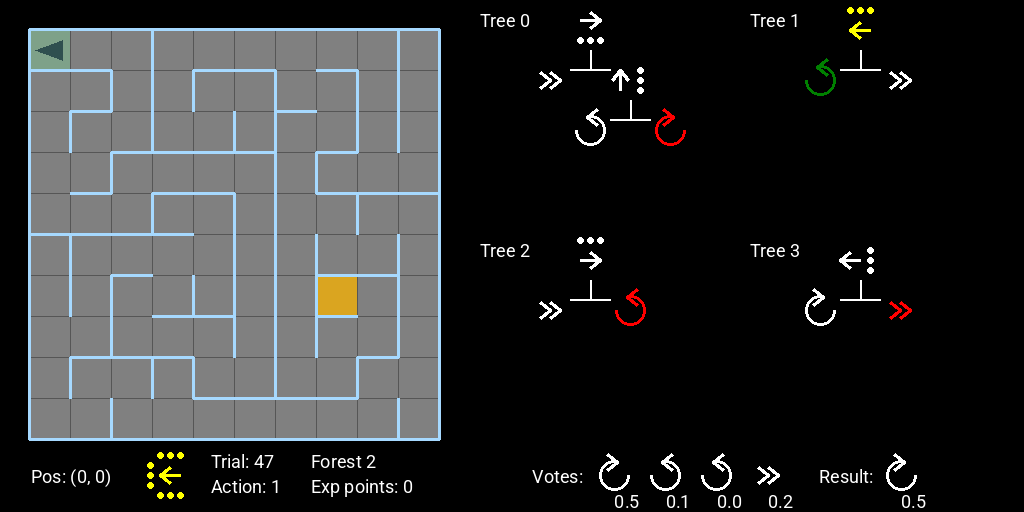 Tree 0
Tree 1
Tree 2
Tree 3
Pos: (0, 0)
Trial: 47
Forest 2
Action: 1
Exp points: 0
Votes:
0.5
0.1
0.0
0.2
Result:
0.5